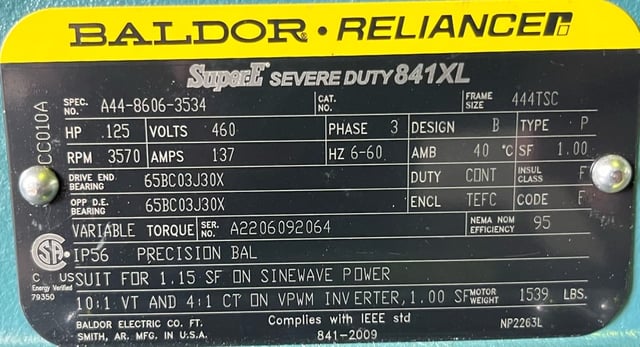 BALDOR · RELIANCER
SuperE SEVERE DUTY 841XL
CC010A
SPEC. NO. A44-8606-3534 CAT. NO. FRAME SIZE 444TSC
HP .125 VOLTS 460 PHASE 3 DESIGN B TYPE P
RPM 3570 AMPS 137 HZ 6-60 AMB 40 °C SF 1.00
DRIVE END BEARING 65BC03J30X DUTY CONT INSUL CLASS F
OPP D.E. BEARING 65BC03J30X ENCL TEFC CODE F
VARIABLE TORQUE SER. NO. A2206092064 NEMA NOM EFFICIENCY 95
SA IP56 PRECISION BAL
C US SUIT FOR 1.15 SF ON SINEWAVE POWER
Energy Verified
79350
10:1 VT AND 4:1 CT ON VPWM INVERTER,1.00 SF MOTOR WEIGHT 1539 LBS.
BALDOR ELECTRIC CO. FT. SMITH, AR. MFG. IN U.S.A.
Complies with IEEE std 841-2009
NP2263L